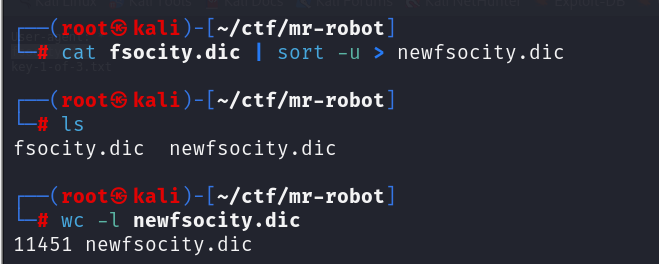 ┌──(root㉿kali)-[~/ctf/mr-robot]
└─# cat fsocity.dic | sort -u > newfsocity.dic
┌──(root㉿kali)-[~/ctf/mr-robot]
└─# ls
fsocity.dic  newfsocity.dic
┌──(root㉿kali)-[~/ctf/mr-robot]
└─# wc -l newfsocity.dic
11451 newfsocity.dic